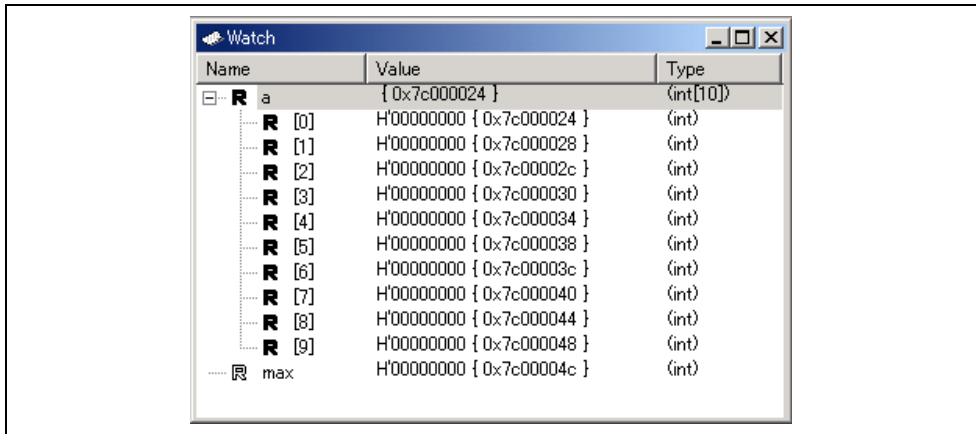 Watch
Name Value Type
R a { 0x7c000024 } (int[10])
R [0] H'00000000 { 0x7c000024 } (int)
R [1] H'00000000 { 0x7c000028 } (int)
R [2] H'00000000 { 0x7c00002c } (int)
R [3] H'00000000 { 0x7c000030 } (int)
R [4] H'00000000 { 0x7c000034 } (int)
R [5] H'00000000 { 0x7c000038 } (int)
R [6] H'00000000 { 0x7c00003c } (int)
R [7] H'00000000 { 0x7c000040 } (int)
R [8] H'00000000 { 0x7c000044 } (int)
R [9] H'00000000 { 0x7c000048 } (int)
R max H'00000000 { 0x7c00004c } (int)